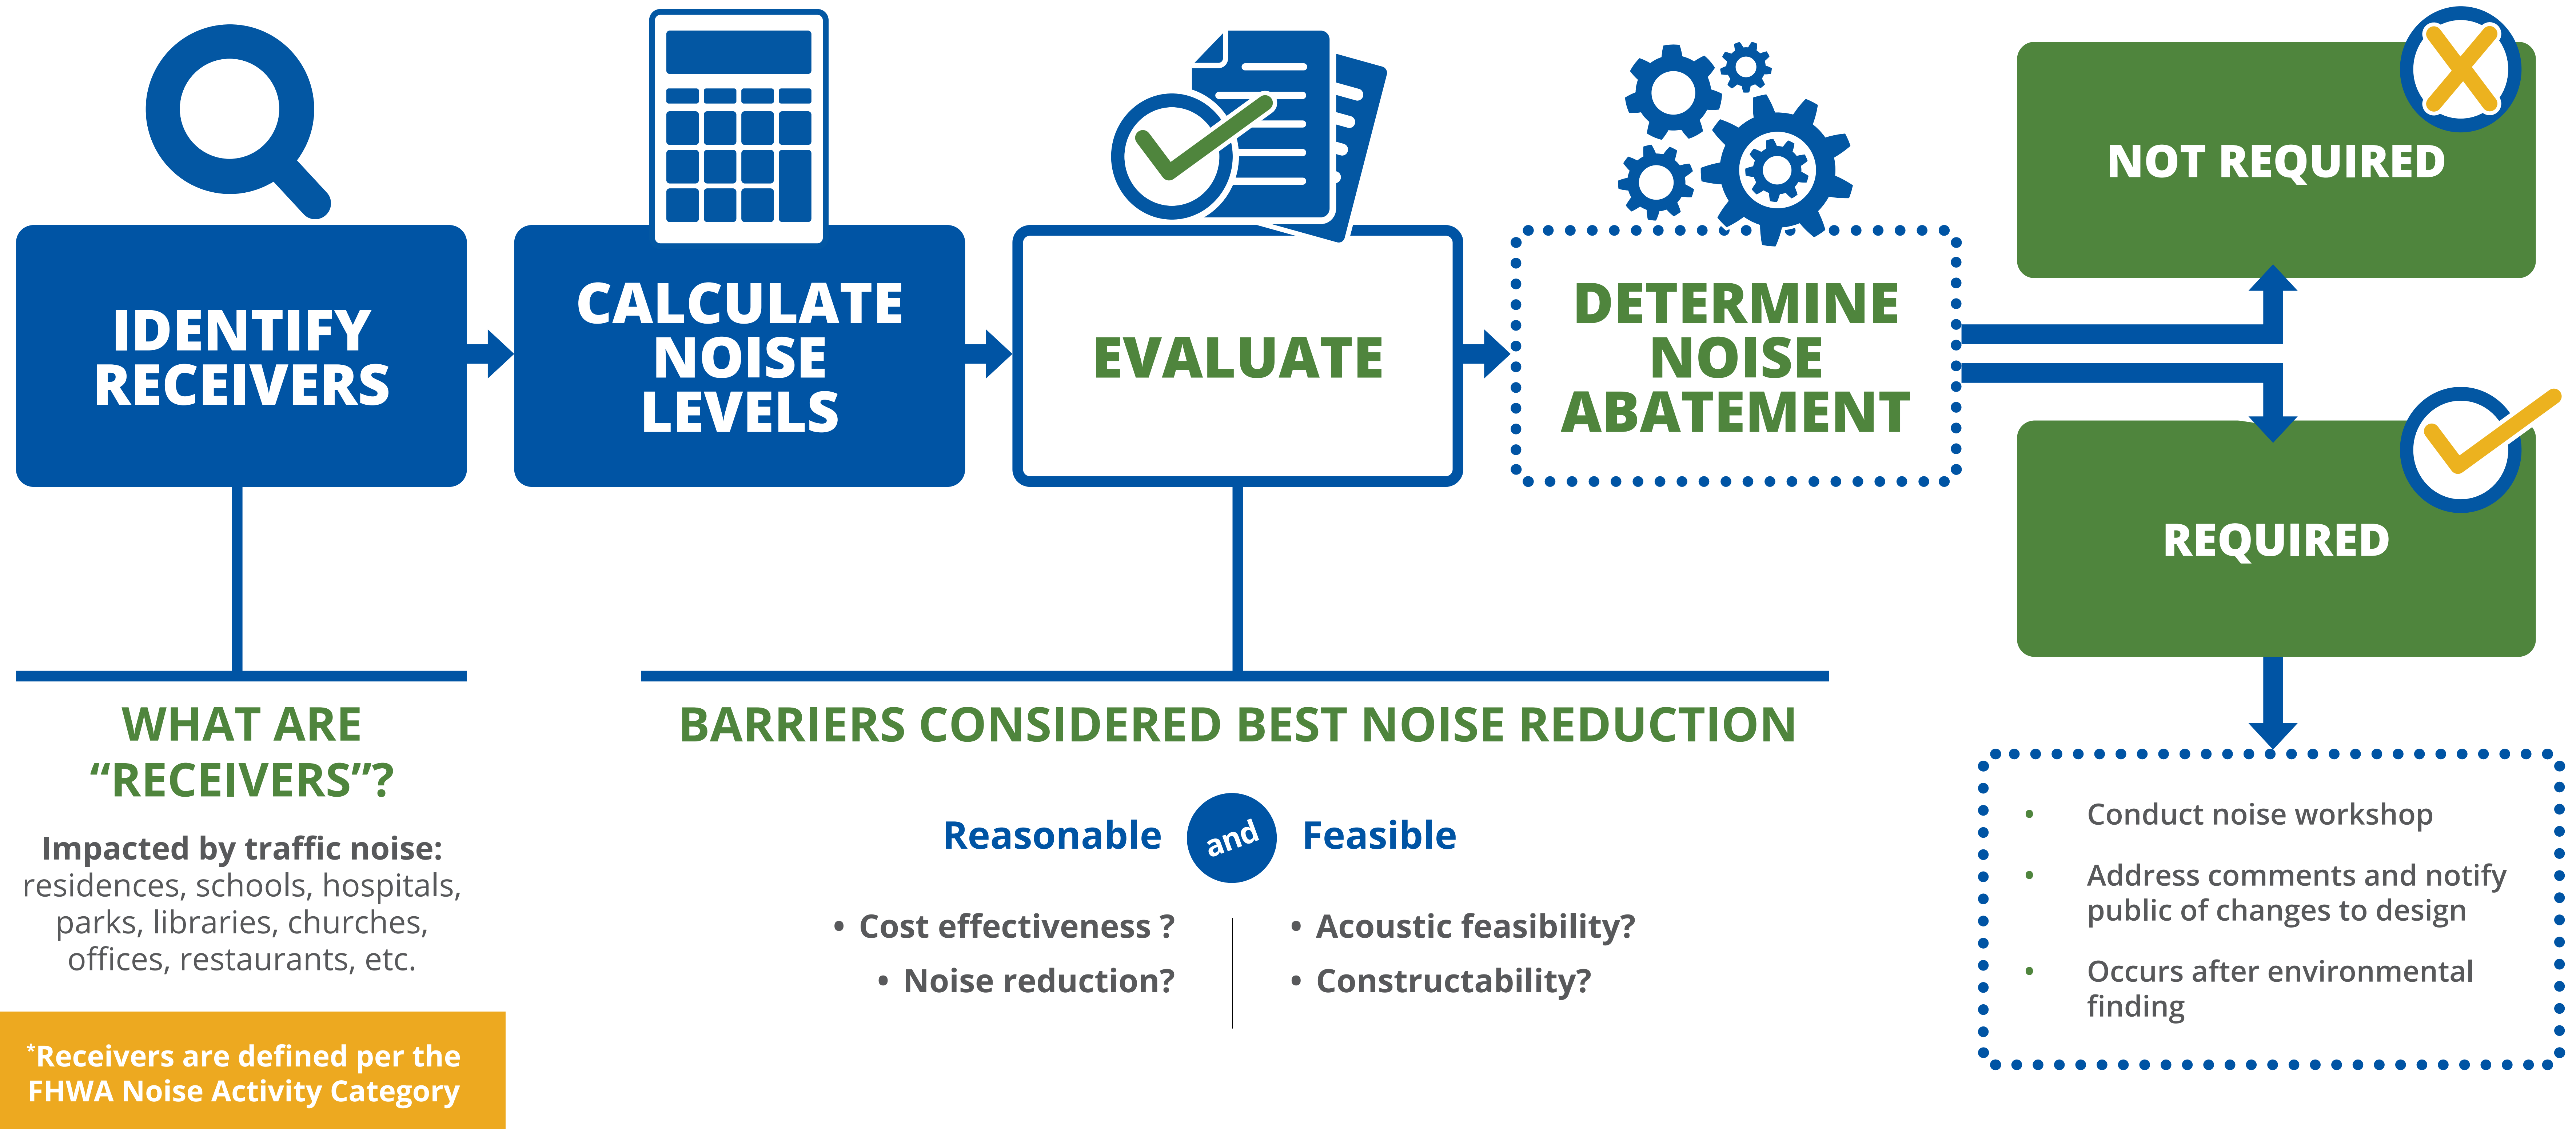 IDENTIFY
RECEIVERS
CALCULATE
NOISE
LEVELS
EVALUATE
DETERMINE
NOISE
ABATEMENT
NOT REQUIRED
REQUIRED
WHAT ARE
“RECEIVERS”?
Impacted by traffic noise:
residences, schools, hospitals,
parks, libraries, churches,
offices, restaurants, etc.
*Receivers are defined per the
FHWA Noise Activity Category
BARRIERS CONSIDERED BEST NOISE REDUCTION
Reasonable and Feasible
• Cost effectiveness ?
• Noise reduction?
• Acoustic feasibility?
• Constructability?
• Conduct noise workshop
• Address comments and notify
public of changes to design
• Occurs after environmental
finding